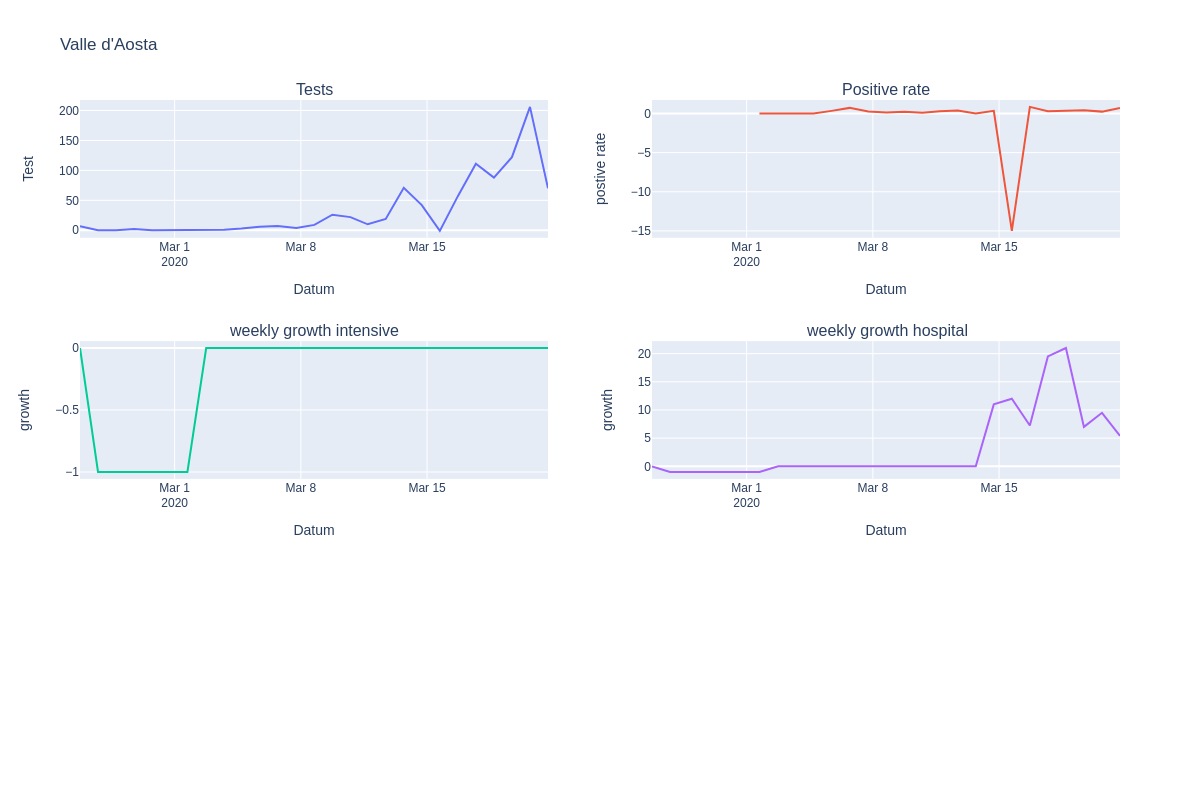 Valle d'Aosta
Tests
Test
200
150
100
50
0
Mar 1
2020
Mar 8
Mar 15
Datum
Positive rate
postive rate
0
−5
−10
−15
Mar 1
2020
Mar 8
Mar 15
Datum
weekly growth intensive
growth
0
−0.5
−1
Mar 1
2020
Mar 8
Mar 15
Datum
weekly growth hospital
growth
20
15
10
5
0
Mar 1
2020
Mar 8
Mar 15
Datum